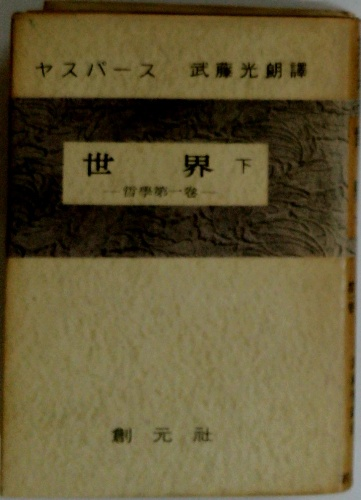 ヤスパース 武藤光朗譯
世界 下
―哲學第一卷―
創元社